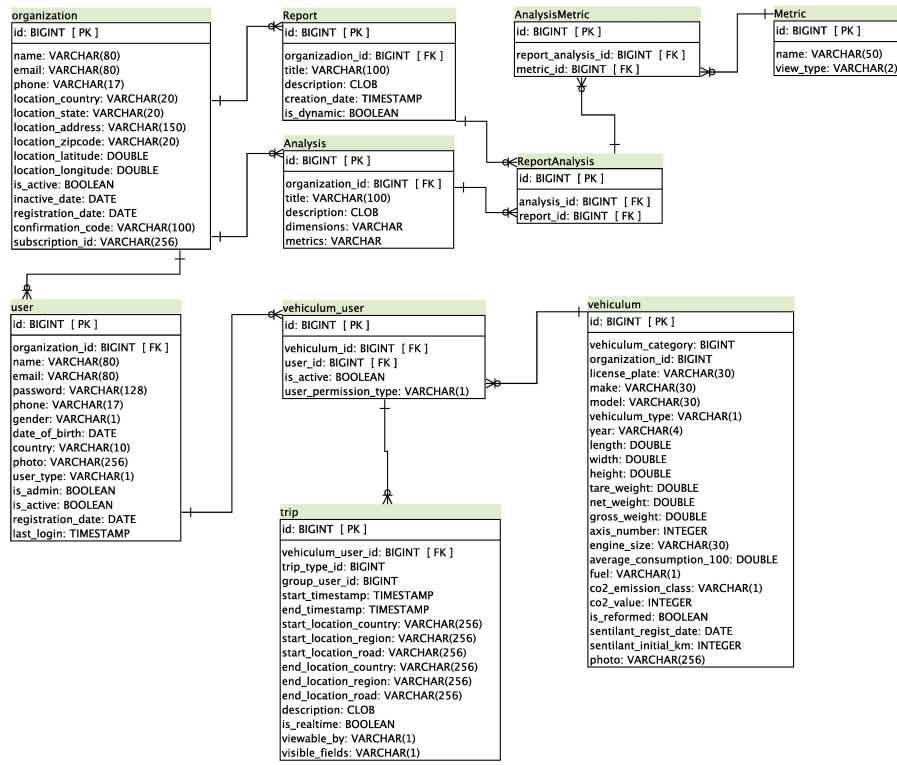 organization
id: BIGINT [ PK ]
name: VARCHAR(80)
email: VARCHAR(80)
phone: VARCHAR(17)
location_country: VARCHAR(20)
location_state: VARCHAR(20)
location_address: VARCHAR(150)
location_zipcode: VARCHAR(20)
location_latitude: DOUBLE
location_longitude: DOUBLE
is_active: BOOLEAN
inactive_date: DATE
registration_date: DATE
confirmation_code: VARCHAR(100)
subscription_id: VARCHAR(256)
Report
id: BIGINT [ PK ]
organizadion_id: BIGINT [ FK ]
title: VARCHAR(100)
description: CLOB
creation_date: TIMESTAMP
is_dynamic: BOOLEAN
Analysis
id: BIGINT [ PK ]
organization_id: BIGINT [ FK ]
title: VARCHAR(100)
description: CLOB
dimensions: VARCHAR
metrics: VARCHAR
AnalysisMetric
id: BIGINT [ PK ]
report_analysis_id: BIGINT [ FK ]
metric_id: BIGINT [ FK ]
Metric
id: BIGINT [ PK ]
name: VARCHAR(50)
view_type: VARCHAR(2)
ReportAnalysis
id: BIGINT [ PK ]
analysis_id: BIGINT [ FK ]
report_id: BIGINT [ FK ]
user
id: BIGINT [ PK ]
organization_id: BIGINT [ FK ]
name: VARCHAR(80)
email: VARCHAR(80)
password: VARCHAR(128)
phone: VARCHAR(17)
gender: VARCHAR(1)
date_of_birth: DATE
country: VARCHAR(10)
photo: VARCHAR(256)
user_type: VARCHAR(1)
is_admin: BOOLEAN
is_active: BOOLEAN
registration_date: DATE
last_login: TIMESTAMP
vehiculum_user
id: BIGINT [ PK ]
vehiculum_id: BIGINT [ FK ]
user_id: BIGINT [ FK ]
is_active: BOOLEAN
user_permission_type: VARCHAR(1)
trip
id: BIGINT [ PK ]
vehiculum_user_id: BIGINT [ FK ]
trip_type_id: BIGINT
group_user_id: BIGINT
start_timestamp: TIMESTAMP
end_timestamp: TIMESTAMP
start_location_country: VARCHAR(256)
start_location_region: VARCHAR(256)
start_location_road: VARCHAR(256)
end_location_country: VARCHAR(256)
end_location_region: VARCHAR(256)
end_location_road: VARCHAR(256)
description: CLOB
is_realtime: BOOLEAN
viewable_by: VARCHAR(1)
visible_fields: VARCHAR(1)
vehiculum
id: BIGINT [ PK ]
vehiculum_category: BIGINT
organization_id: BIGINT
license_plate: VARCHAR(30)
make: VARCHAR(30)
model: VARCHAR(30)
vehiculum_type: VARCHAR(1)
year: VARCHAR(4)
length: DOUBLE
width: DOUBLE
height: DOUBLE
tare_weight: DOUBLE
net_weight: DOUBLE
gross_weight: DOUBLE
axis_number: INTEGER
engine_size: VARCHAR(30)
average_consumption_100: DOUBLE
fuel: VARCHAR(1)
co2_emission_class: VARCHAR(1)
co2_value: INTEGER
is_reformed: BOOLEAN
sentilant_regist_date: DATE
sentilant_initial_km: INTEGER
photo: VARCHAR(256)